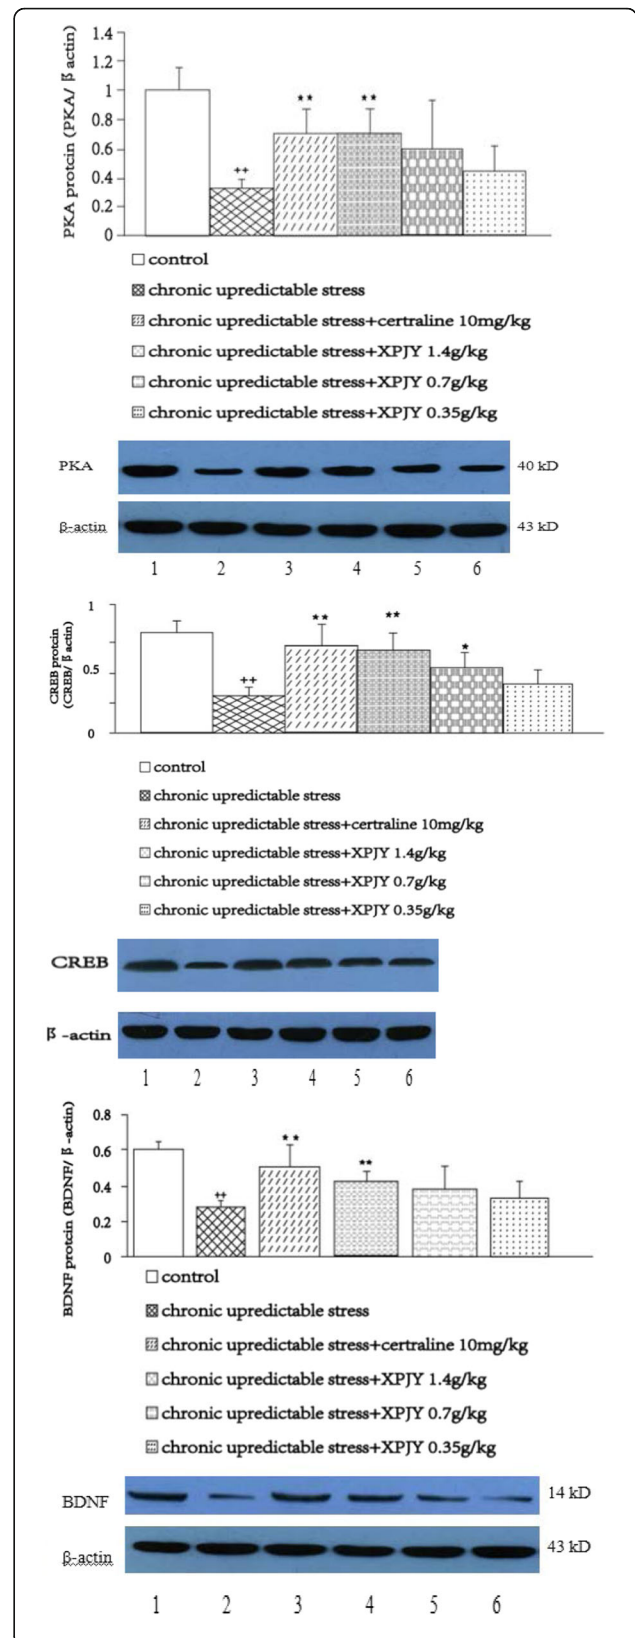 PKA protcin (PKA/ β actin)
1.4
1.2
1
0.8
0.6
0.4
0.2
0
++
**
**
control
chronic upredictable stress
chronic upredictable stress+certraline 10mg/kg
chronic upredictable stress+XPJY 1.4g/kg
chronic upredictable stress+XPJY 0.7g/kg
chronic upredictable stress+XPJY 0.35g/kg
PKA 40 kD
β-actin 43 kD
1 2 3 4 5 6
CREB protcin
(CREB/ β actin)
1
0.5
0
++
**
**
*
control
chronic upredictable stress
chronic upredictable stress+certraline 10mg/kg
chronic upredictable stress+XPJY 1.4g/kg
chronic upredictable stress+XPJY 0.7g/kg
chronic upredictable stress+XPJY 0.35g/kg
CREB
β -actin
1 2 3 4 5 6
BDNF protcin (BDNF/ β -actin)
0.8
0.6
0.4
0.2
0
++
**
**
control
chronic upredictable stress
chronic upredictable stress+certraline 10mg/kg
chronic upredictable stress+XPJY 1.4g/kg
chronic upredictable stress+XPJY 0.7g/kg
chronic upredictable stress+XPJY 0.35g/kg
BDNF 14 kD
β-actin 43 kD
1 2 3 4 5 6